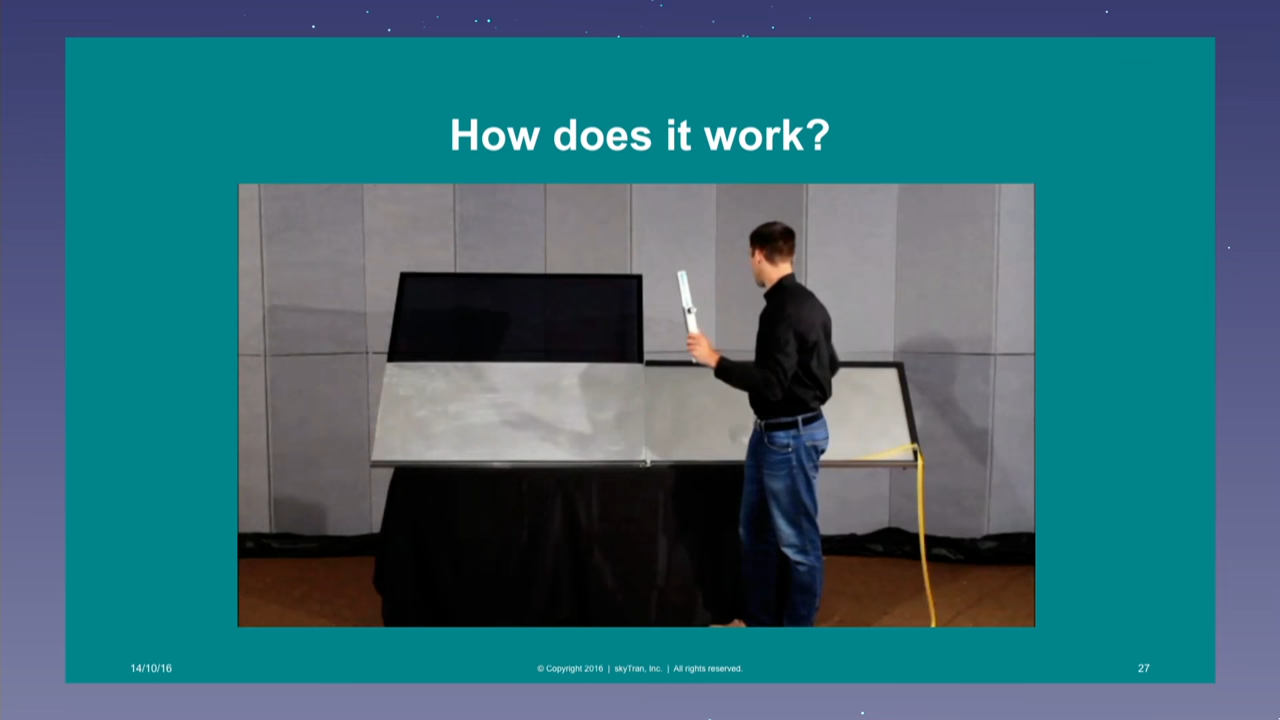 How does it work?
14/10/16
© Copyright 2016 | skyTran, Inc. | All rights reserved.
27